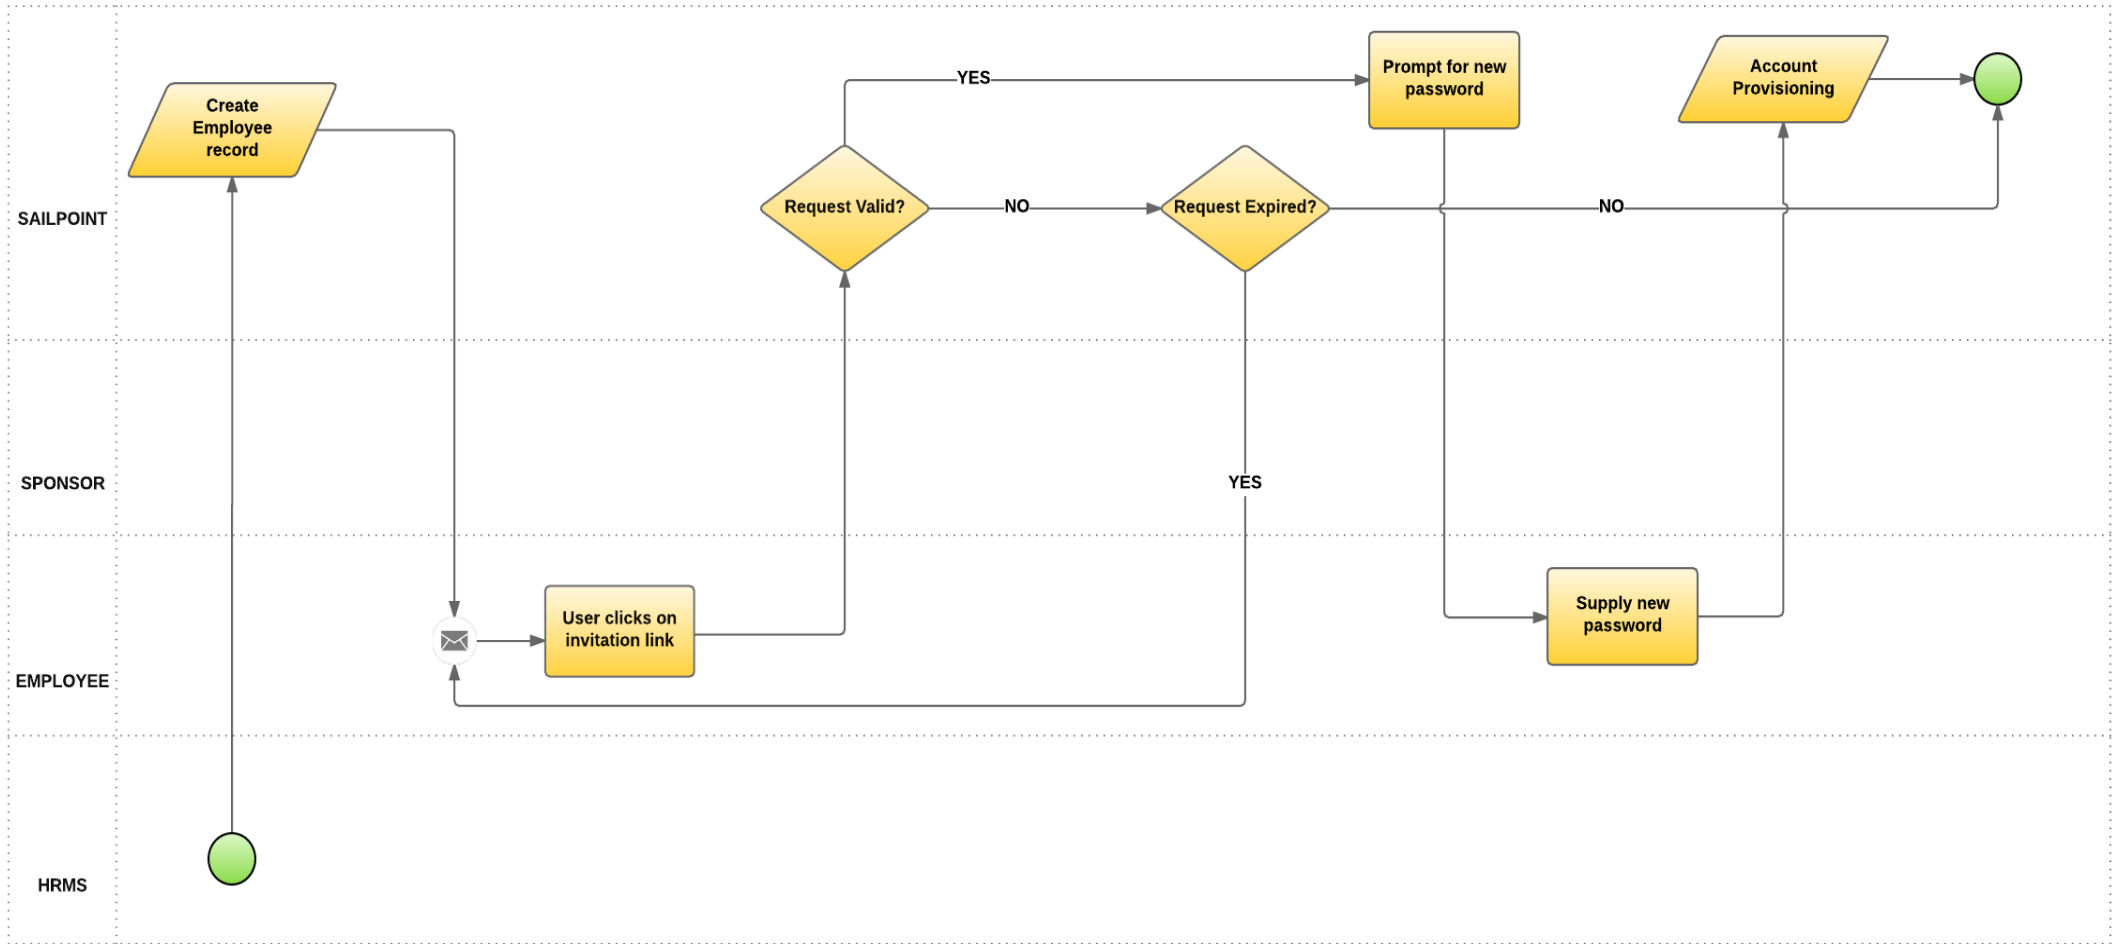 SAILPOINT
Create
Employee
record
YES
Request Valid?
NO
Request Expired?
NO
Prompt for new
password
Account
Provisioning
SPONSOR
YES
EMPLOYEE
User clicks on
invitation link
Supply new
password
HRMS